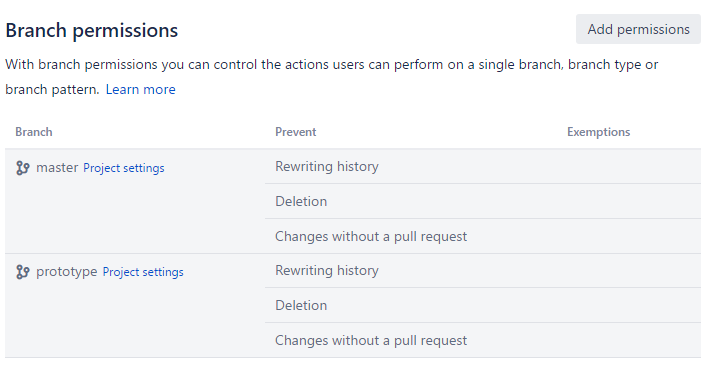 Branch permissions
Add permissions
With branch permissions you can control the actions users can perform on a single branch, branch type or
branch pattern. Learn more
Branch Prevent Exemptions
master Project settings Rewriting history
Deletion
Changes without a pull request
prototype Project settings Rewriting history
Deletion
Changes without a pull request